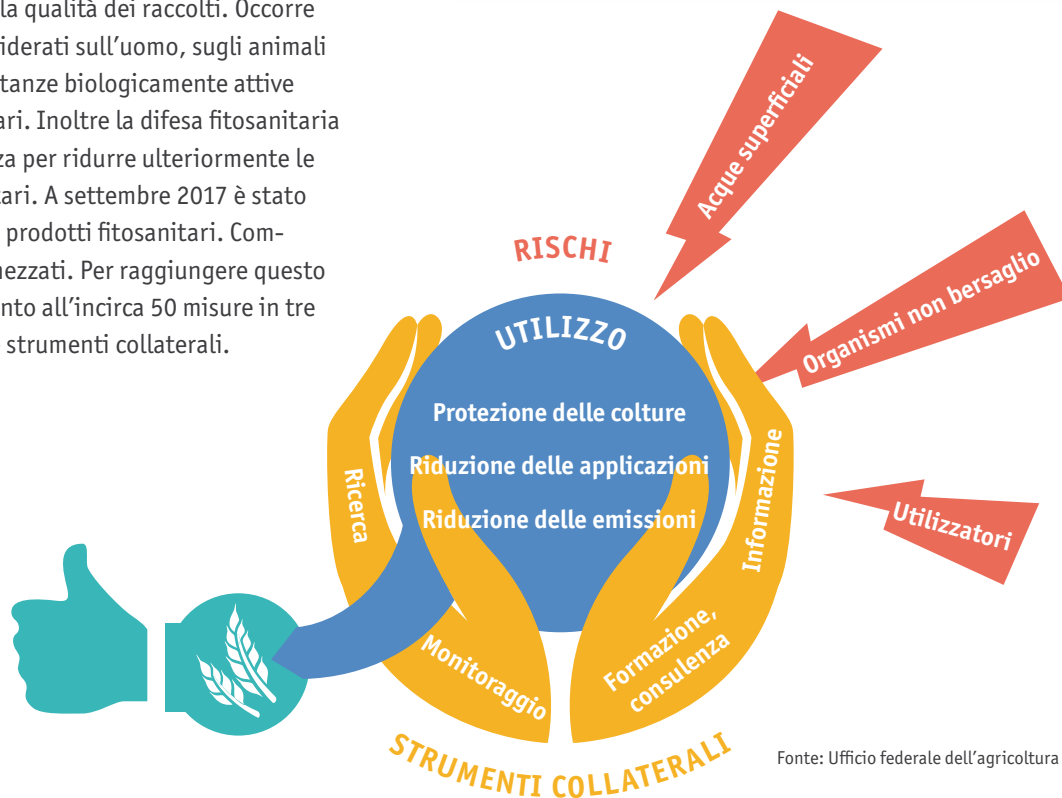 la qualità dei raccolti. Occorre
siderati sull'uomo, sugli animali
tanze biologicamente attive
ari. Inoltre la difesa fitosanitaria
za per ridurre ulteriormente le
tari. A settembre 2017 è stato
prodotti fitosanitari. Com-
nezzati. Per raggiungere questo
nto all'incirca 50 misure in tre
strumenti collaterali.
RISCHI
Acque superficiali
Organismi non bersaglio
Utilizzatori
UTILIZZO
Protezione delle colture
Riduzione delle applicazioni
Riduzione delle emissioni
Ricerca
Informazione
Monitoraggio
Formazione,
consulenza
STRUMENTI COLLATERALI
Fonte: Ufficio federale dell'agricoltura